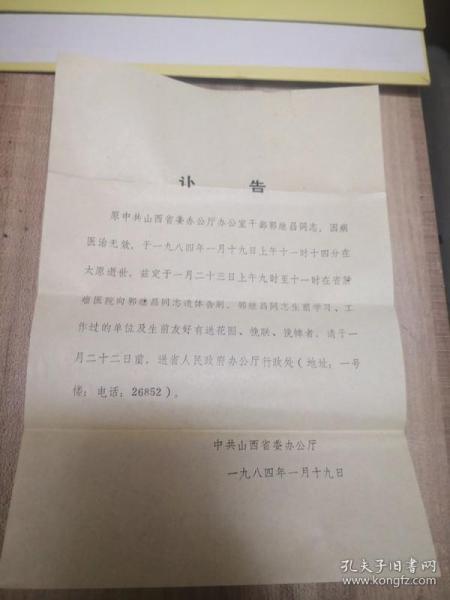 讣 告
原中共山西省委办公厅办公室干部郭继昌同志，因病
医治无效，于一九八四年一月十九日上午十一时十四分在
太原逝世。兹定于一月二十三日上午九时至十一时在省肿
瘤医院向郭继昌同志遗体告别。郭继昌同志生前学习、工
作过的单位及生前友好有送花圈、挽联、挽幛者，请于一
月二十二日前，送省人民政府办公厅行政处（地址：一号
楼；电话：26852）。
中共山西省委办公厅
一九八四年一月十九日
孔夫子旧书网
www.kongfz.com